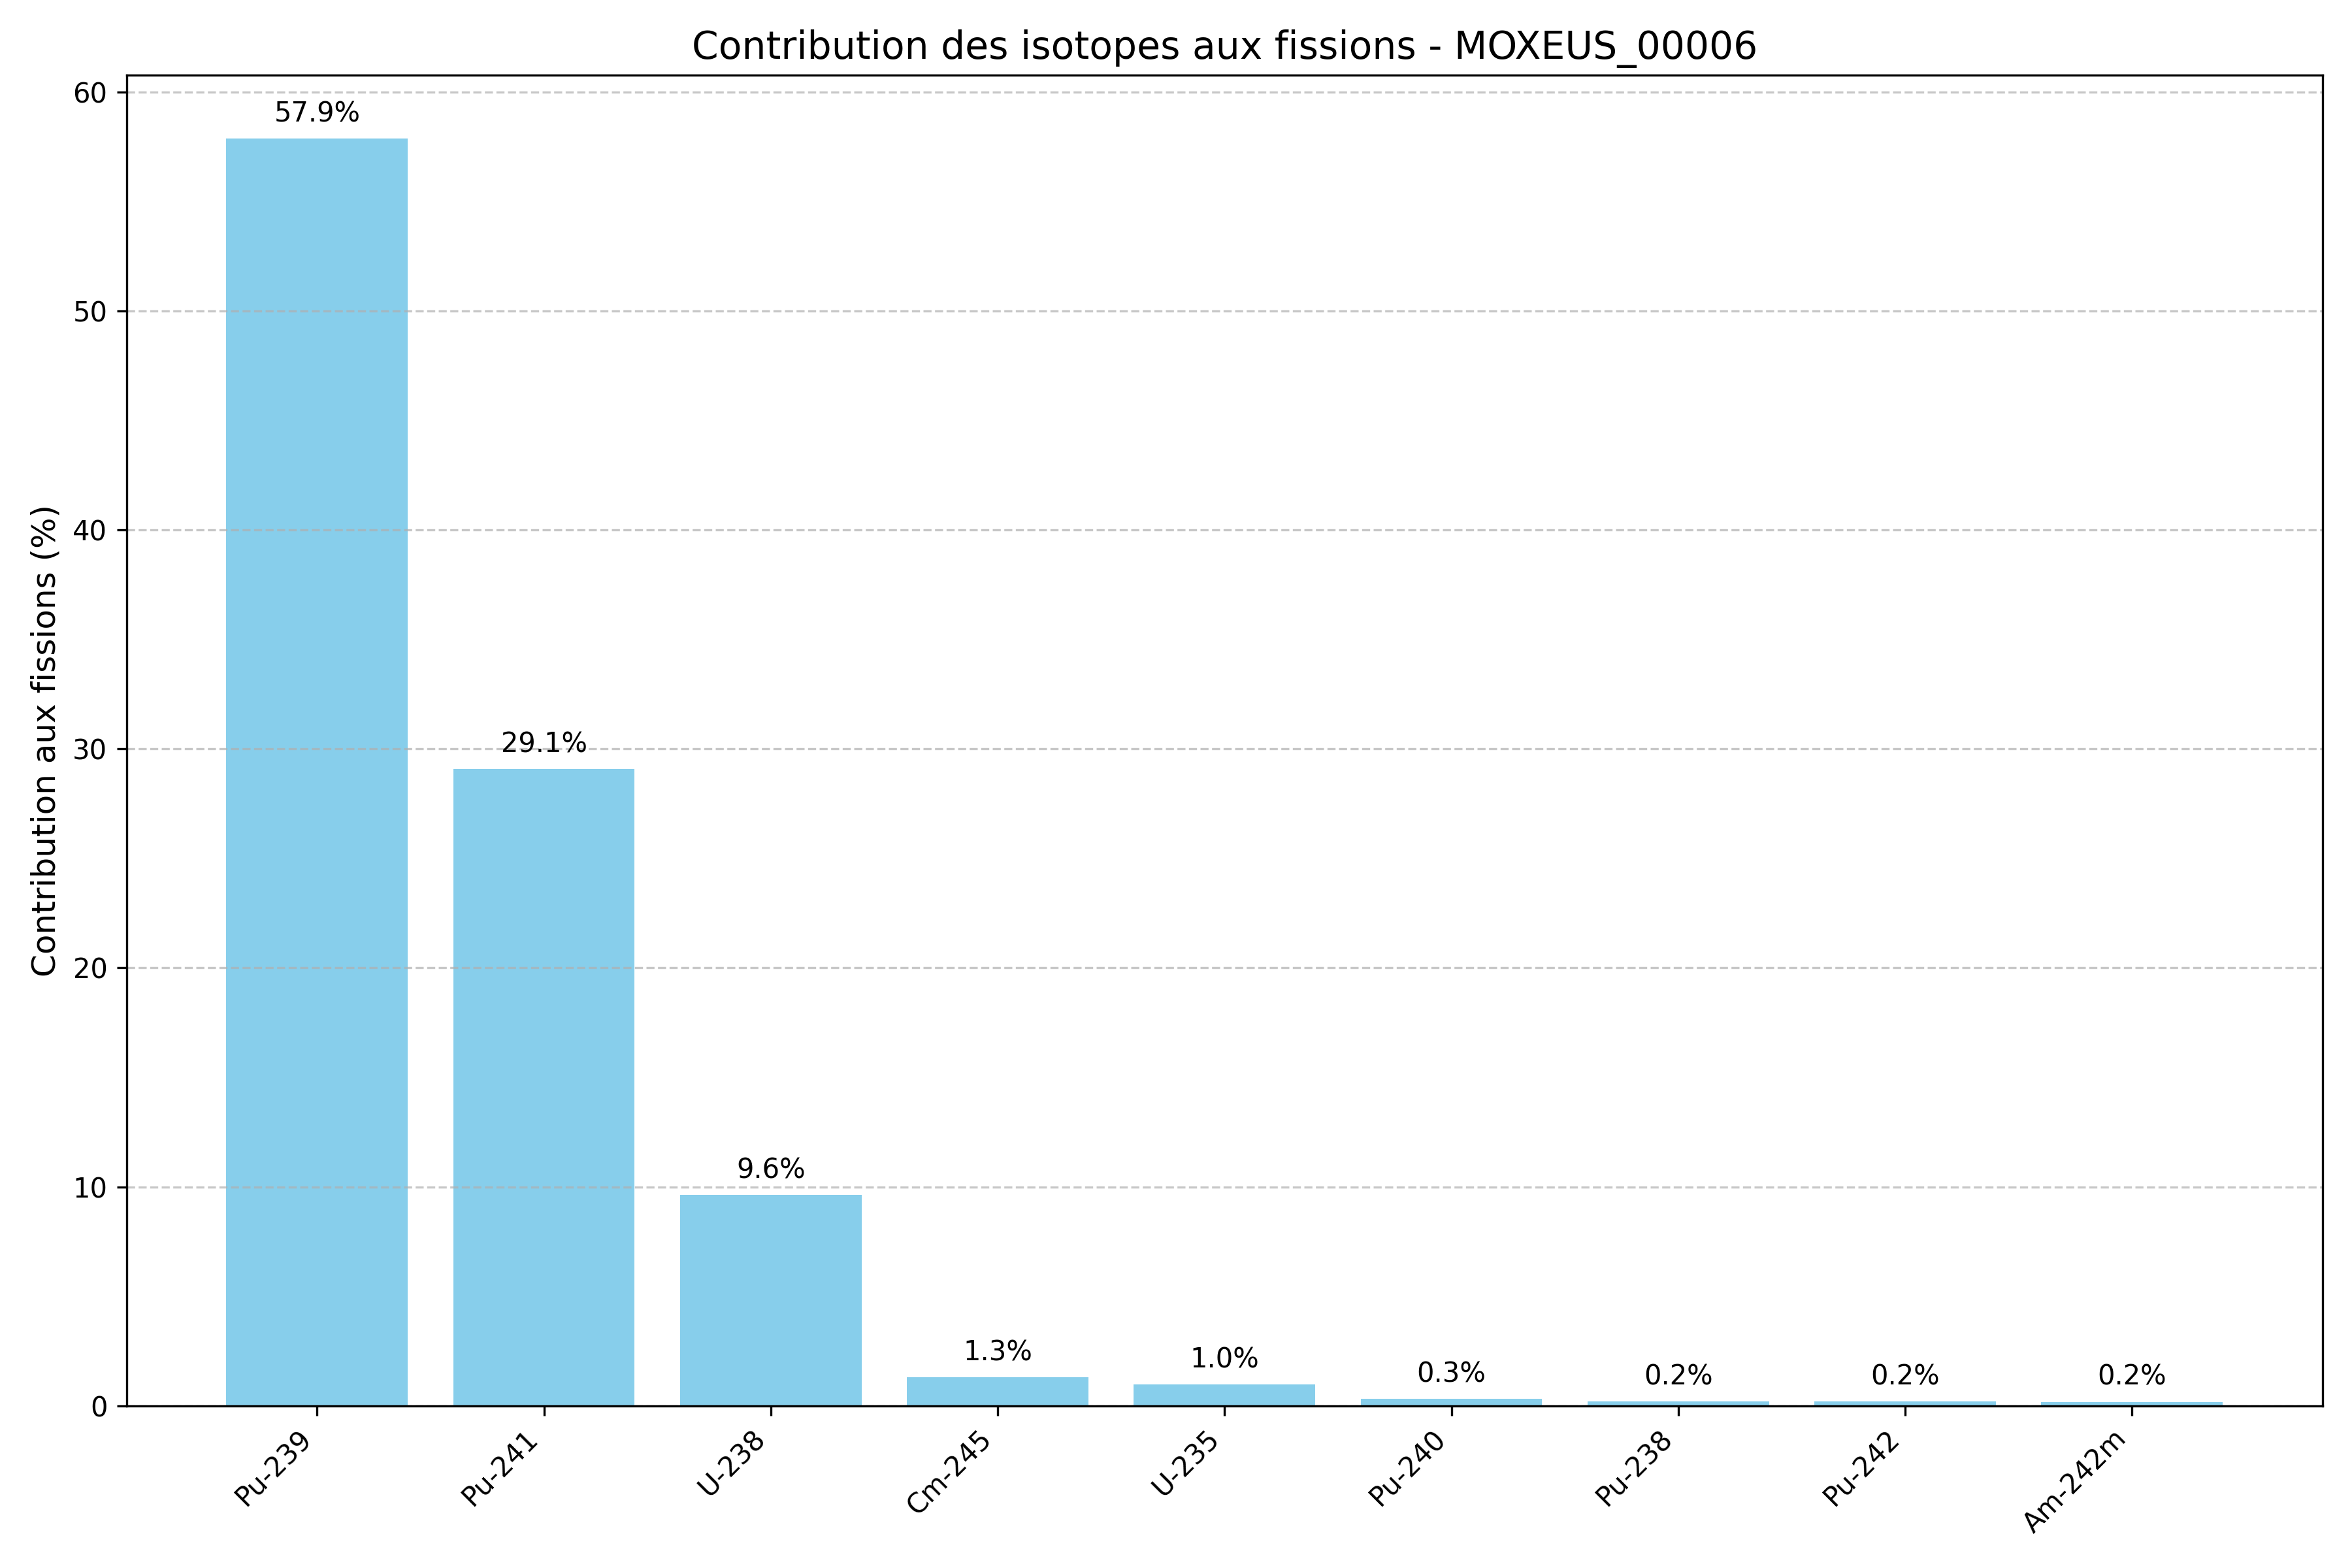 Contribution des isotopes aux fissions - MOXEUS_00006
Contribution aux fissions (%)
60
50
40
30
20
10
0
57.9%
29.1%
9.6%
1.3%
1.0%
0.3%
0.2%
0.2%
0.2%
Pu-239
Pu-241
U-238
Cm-245
U-235
Pu-240
Pu-238
Pu-242
Am-242m